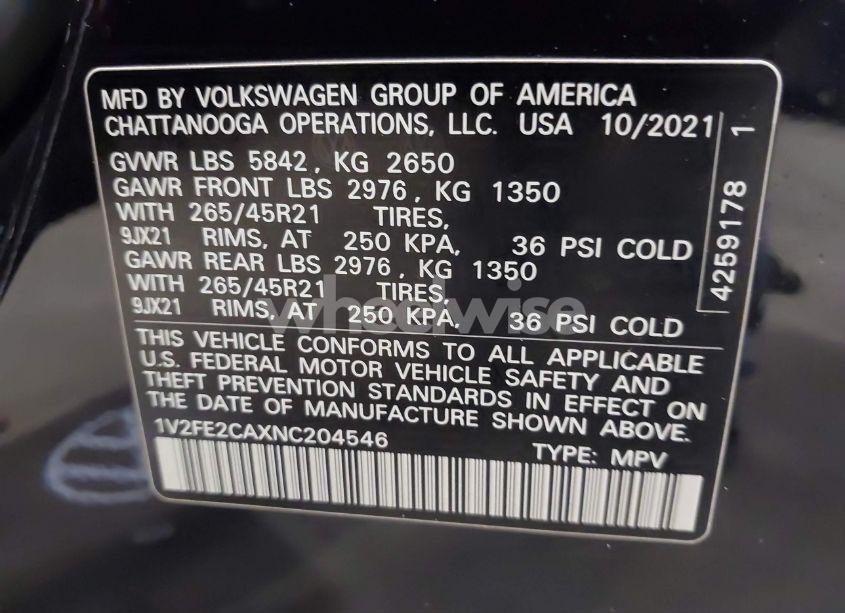 MFD BY VOLKSWAGEN GROUP OF AMERICA
CHATTANOOGA OPERATIONS, LLC. USA 10/2021
GVWR LBS 5842, KG 2650
GAWR FRONT LBS 2976, KG 1350
WITH 265/45R21 TIRES,
9JX21 RIMS, AT 250 KPA, 36 PSI COLD
GAWR REAR LBS 2976, KG 1350
WITH 265/45R21 TIRES,
9JX21 RIMS, AT 250 KPA, 36 PSI COLD
THIS VEHICLE CONFORMS TO ALL APPLICABLE
U.S. FEDERAL MOTOR VEHICLE SAFETY AND
THEFT PREVENTION STANDARDS IN EFFECT ON
THE DATE OF MANUFACTURE SHOWN ABOVE.
1V2FE2CAXNC204546 TYPE: MPV
4259178 1
wheelwise